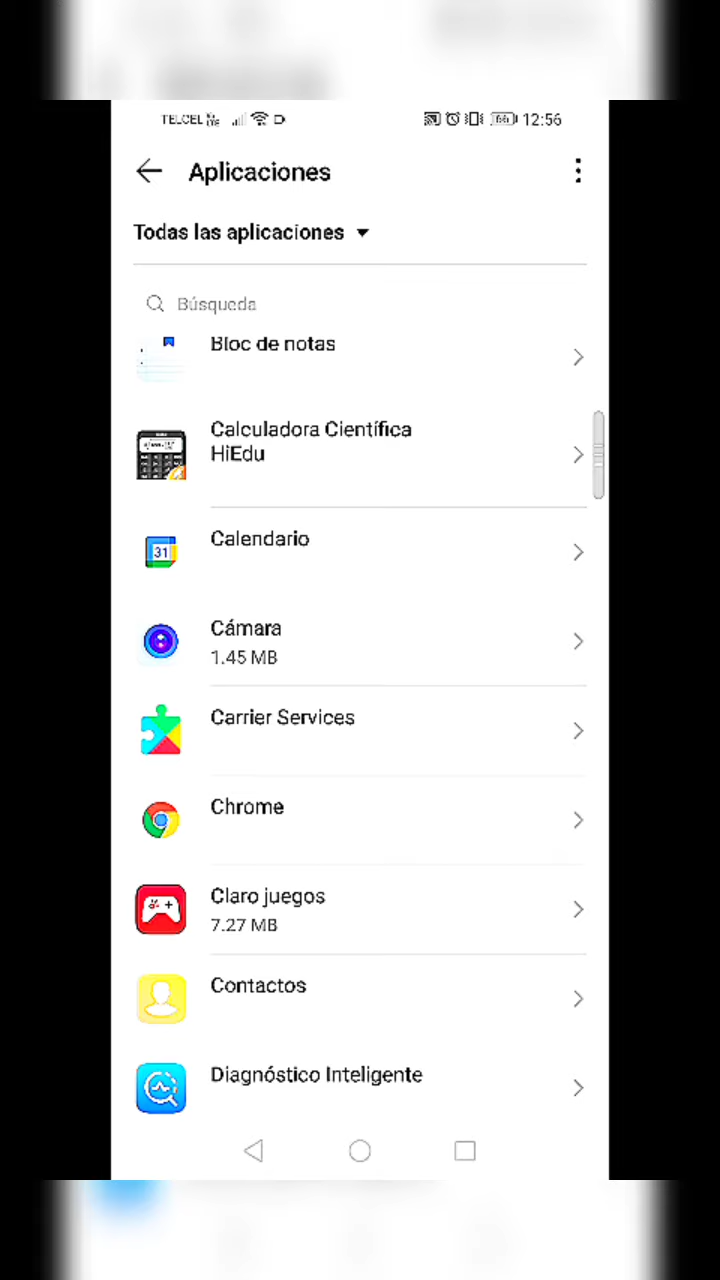 TELCEL 12:56
Aplicaciones
Todas las aplicaciones
Búsqueda
Bloc de notas
Calculadora Científica
HiEdu
31
Calendario
Cámara
1.45 MB
Carrier Services
Chrome
Claro juegos
7.27 MB
Contactos
Diagnóstico Inteligente